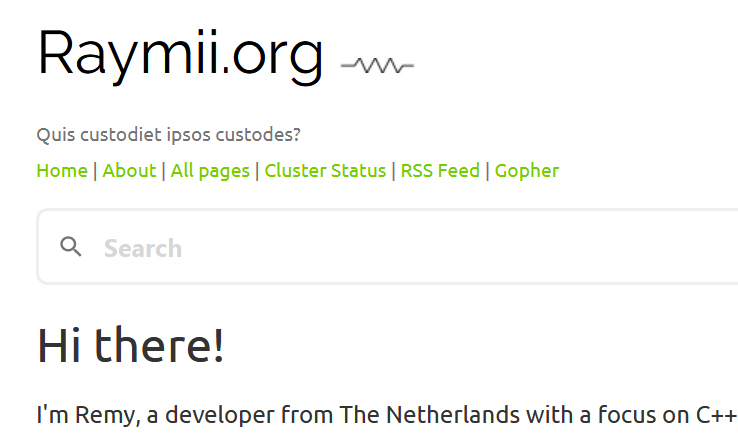 Raymii.org
Quis custodiet ipsos custodes?
Home | About | All pages | Cluster Status | RSS Feed | Gopher
Search
Hi there!
I'm Remy, a developer from The Netherlands with a focus on C++